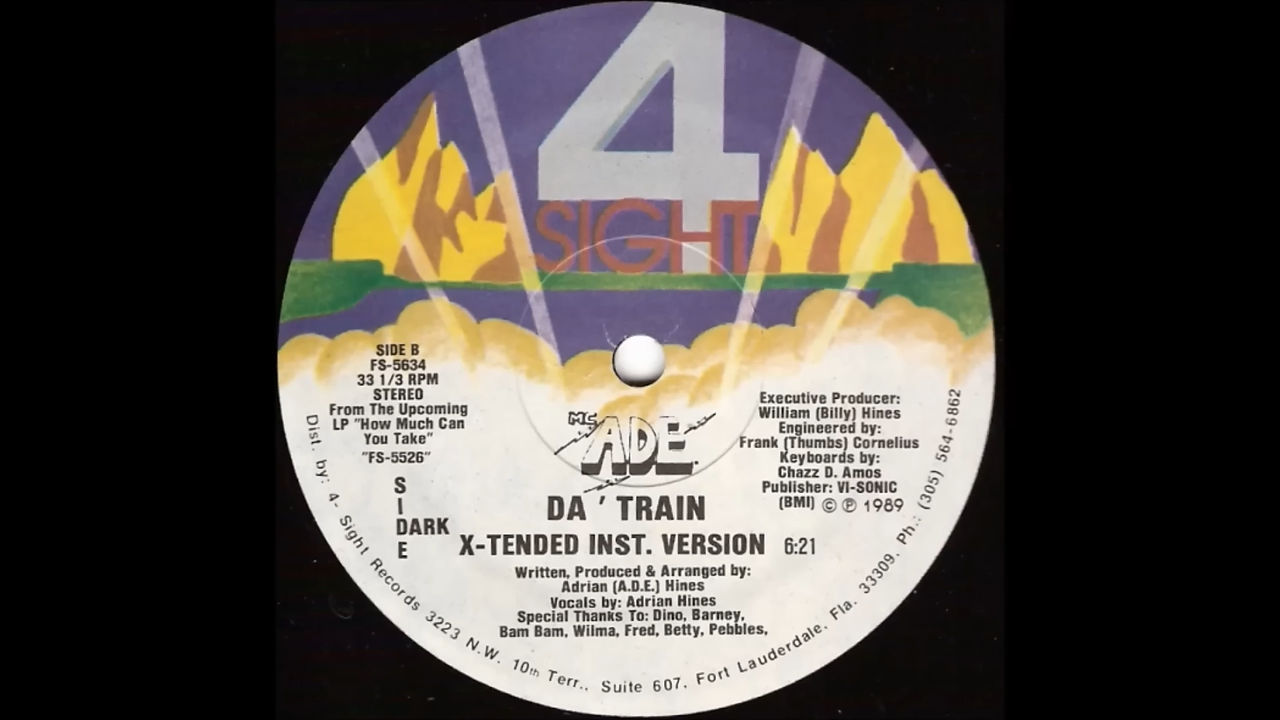 4
SIGHT
SIDE B
FS-5634
33 1/3 RPM
STEREO
From The Upcoming
LP "How Much Can
You Take"
"FS-5526"
SIDE
DARK
MC
ADE
DA ' TRAIN
X-TENDED INST. VERSION 6:21
Written, Produced & Arranged by:
Adrian (A.D.E.) Hines
Vocals by: Adrian Hines
Special Thanks To: Dino, Barney,
Bam Bam, Wilma, Fred, Betty, Pebbles,
Executive Producer:
William (Billy) Hines
Engineered by:
Frank (Thumbs) Cornelius
Keyboards by:
Chazz D. Amos
Publisher: VI-SONIC
(BMI) © ℗ 1989
Dist. by: 4- Sight Records 3223 N.W. 10th Terr., Suite 607, Fort Lauderdale, Fla. 33309. Ph.: (305) 564-6862